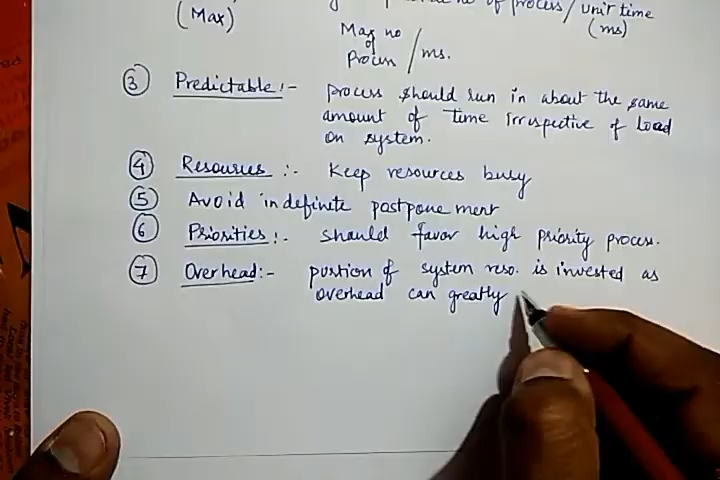 of process / unit time
(Max) (ms)
Max no
of
Process / ms.
③ Predictable :- process should run in about the same
amount of time irrespective of load
on system.
④ Resources :- Keep resources busy
⑤ Avoid indefinite postponement
⑥ Priorities :- should favor high priority process.
⑦ Overhead :- portion of system reso. is invested as
overhead can greatly